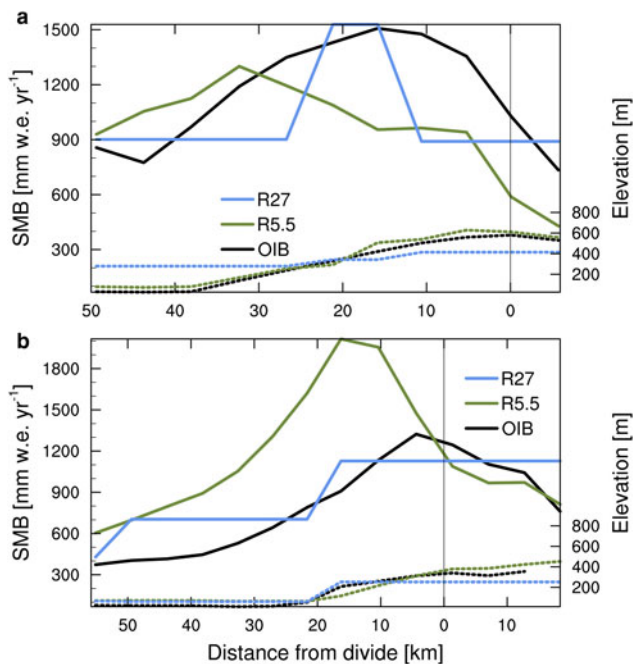 a
SMB [mm w.e. yr-1]
1500
1200
900
600
300
R27
R5.5
OIB
Elevation [m]
800
600
400
200
50 40 30 20 10 0
b
SMB [mm w.e. yr-1]
1800
1500
1200
900
600
300
R27
R5.5
OIB
Elevation [m]
800
600
400
200
50 40 30 20 10 0 10
Distance from divide [km]